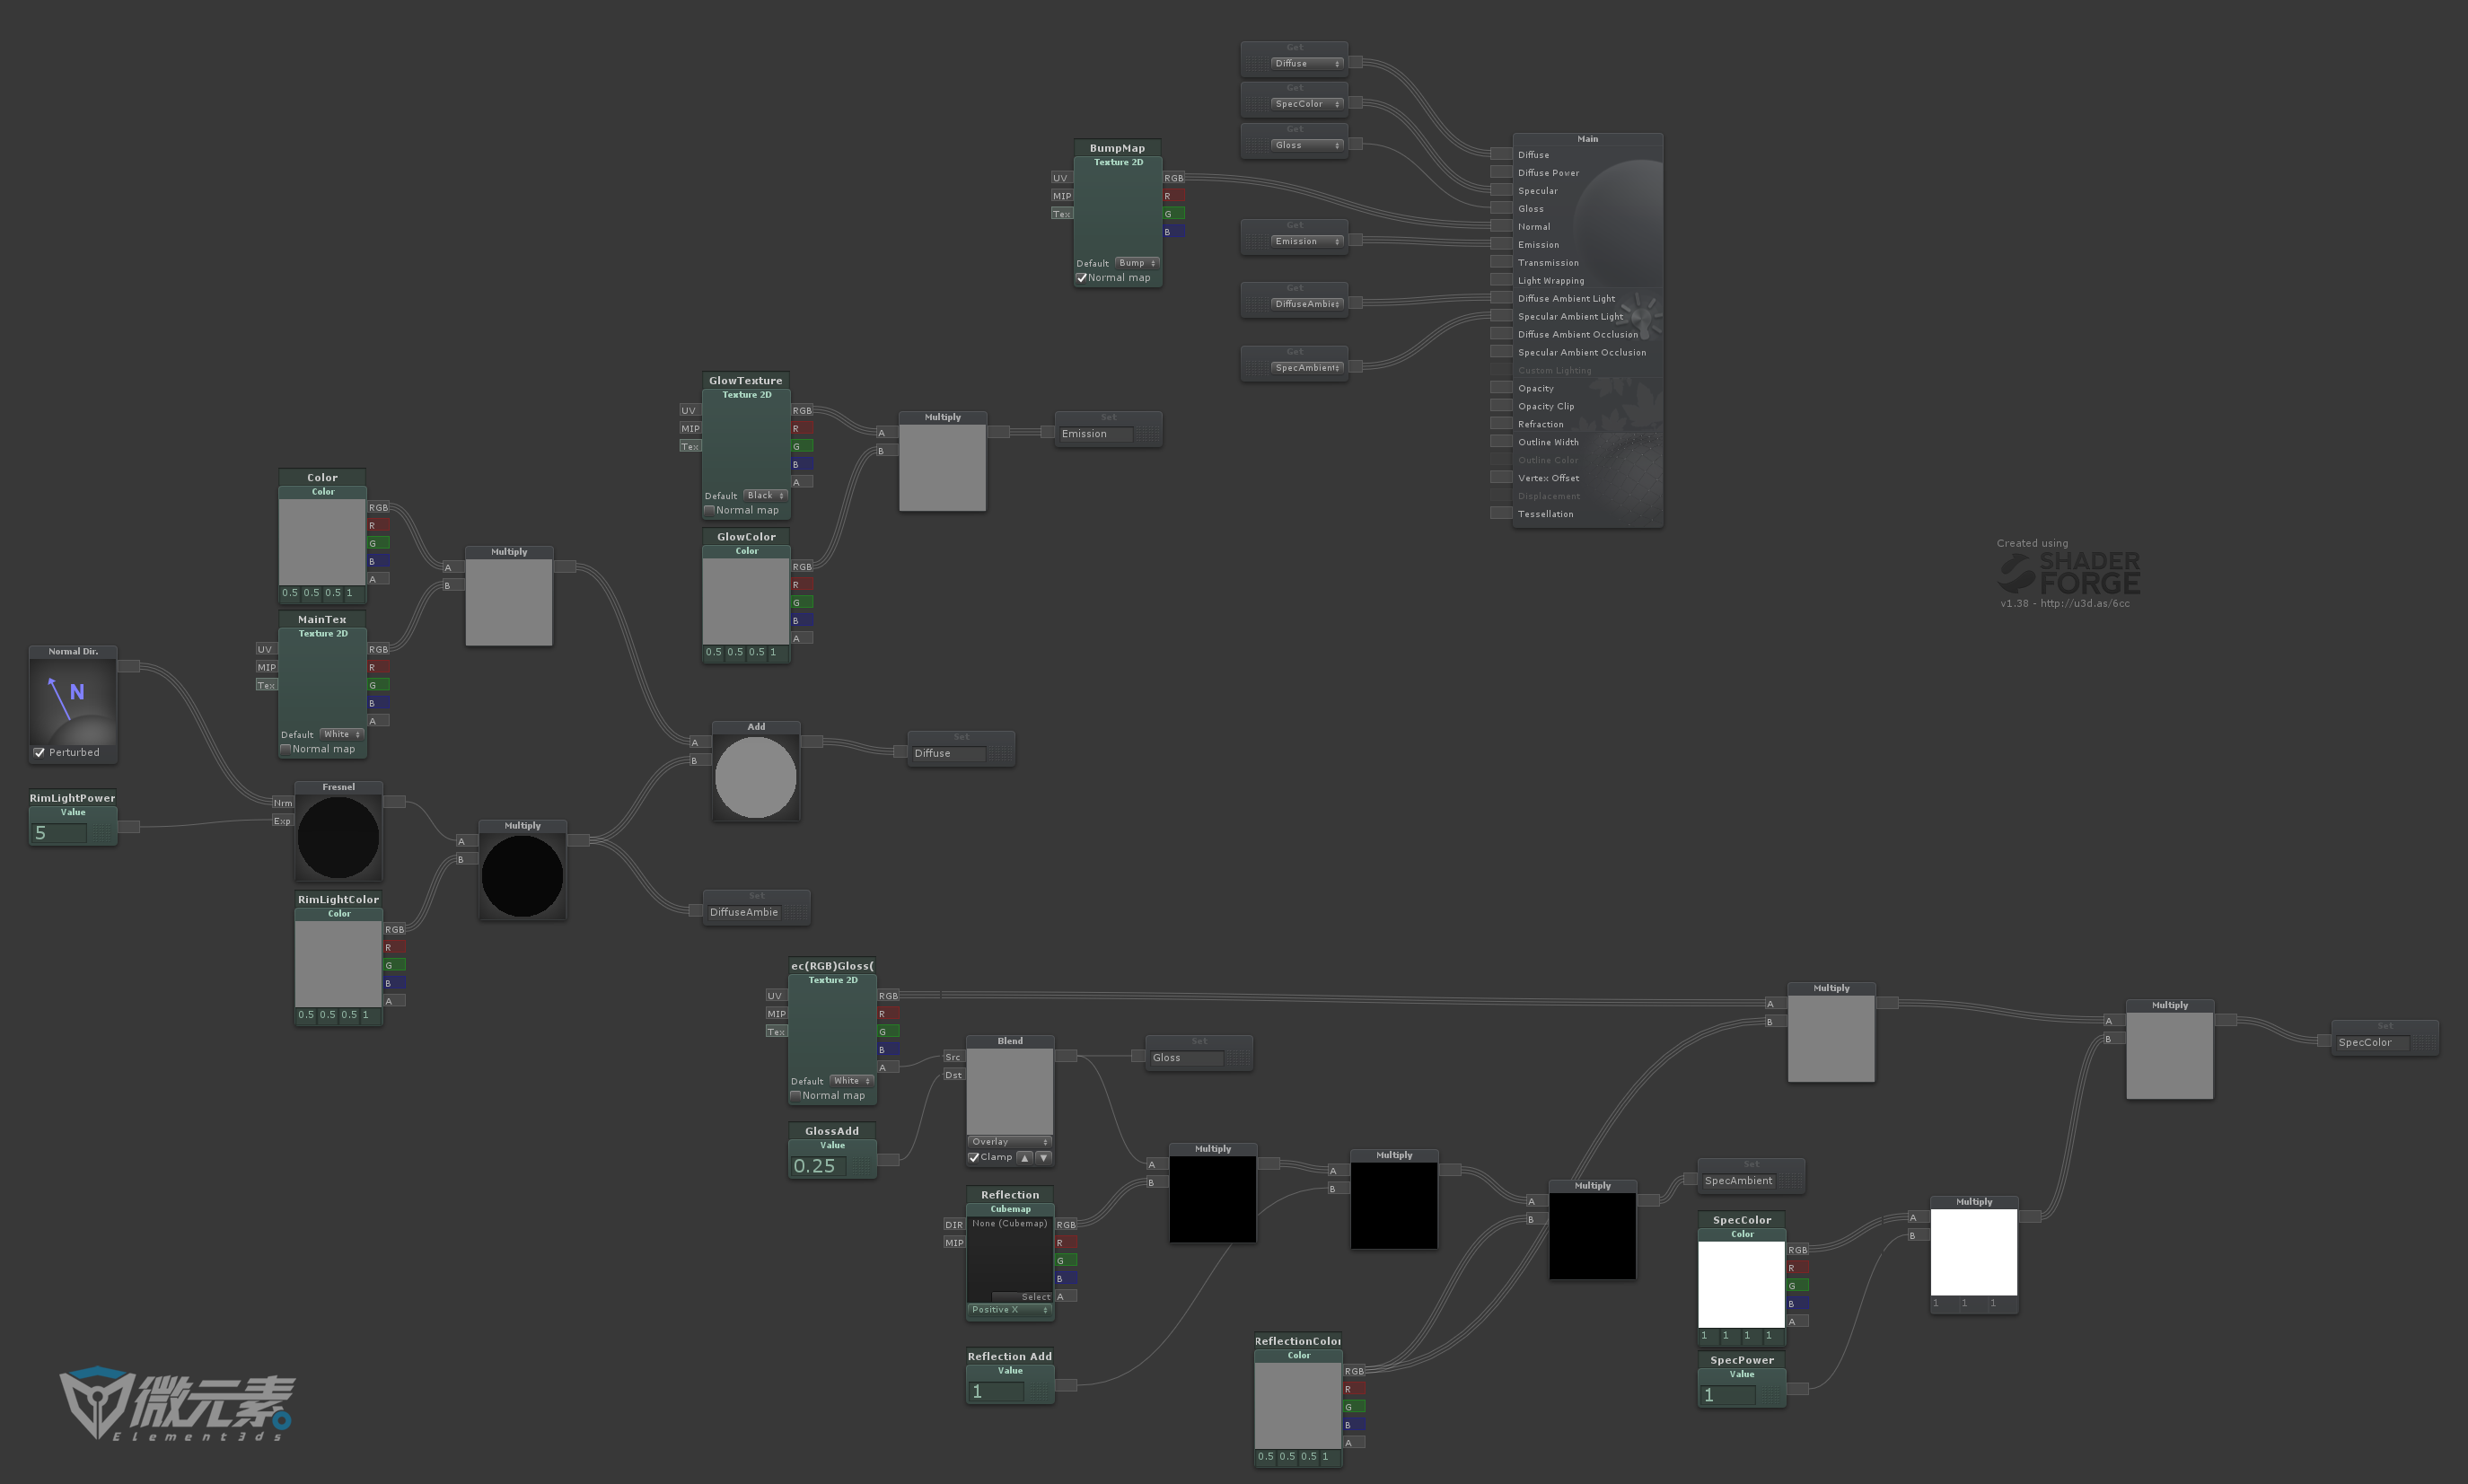 Get
Diffuse
Get
SpecColor
Get
Gloss
BumpMap
Texture 2D
UV
MIP
Tex
RGB
R
G
B
Default Bump
Normal map
Get
Emission
Get
DiffuseAmbie
Get
SpecAmbient
Main
Diffuse
Diffuse Power
Specular
Gloss
Normal
Emission
Transmission
Light Wrapping
Diffuse Ambient Light
Specular Ambient Light
Diffuse Ambient Occlusion
Specular Ambient Occlusion
Custom Lighting
Opacity
Opacity Clip
Refraction
Outline Width
Outline Color
Vertex Offset
Displacement
Tessellation
Created using
SHADER
FORGE
v1.38 - http://u3d.as/6cc
GlowTexture
Texture 2D
UV
MIP
Tex
RGB
R
G
B
A
Default Black
Normal map
GlowColor
Color
RGB
R
G
B
A
0.5 0.5 0.5 1
Multiply
A
B
Set
Emission
Color
Color
RGB
R
G
B
A
0.5 0.5 0.5 1
MainTex
Texture 2D
UV
MIP
Tex
RGB
R
G
B
A
Default White
Normal map
Multiply
A
B
Normal Dir.
N
Perturbed
RimLightPower
Value
5
Fresnel
Nrm
Exp
RimLightColor
Color
RGB
R
G
B
A
0.5 0.5 0.5 1
Multiply
A
B
Add
A
B
Set
Diffuse
Set
DiffuseAmbie
ec(RGB)Gloss(
Texture 2D
UV
MIP
Tex
RGB
R
G
B
A
Default White
Normal map
GlossAdd
Value
0.25
Blend
Src
Dst
Overlay
Clamp ▲ ▼
Set
Gloss
Reflection
Cubemap
None (Cubemap)
DIR
MIP
RGB
R
G
B
A
Select
Positive X
Reflection Add
Value
1
Multiply
A
B
Multiply
A
B
Multiply
A
B
ReflectionColor
Color
RGB
R
G
B
A
0.5 0.5 0.5 1
Set
SpecAmbient
SpecColor
Color
RGB
R
G
B
A
1 1 1 1
SpecPower
Value
1
Multiply
A
B
1 1 1
Multiply
A
B
Multiply
A
B
Set
SpecColor
微元素
Element3ds